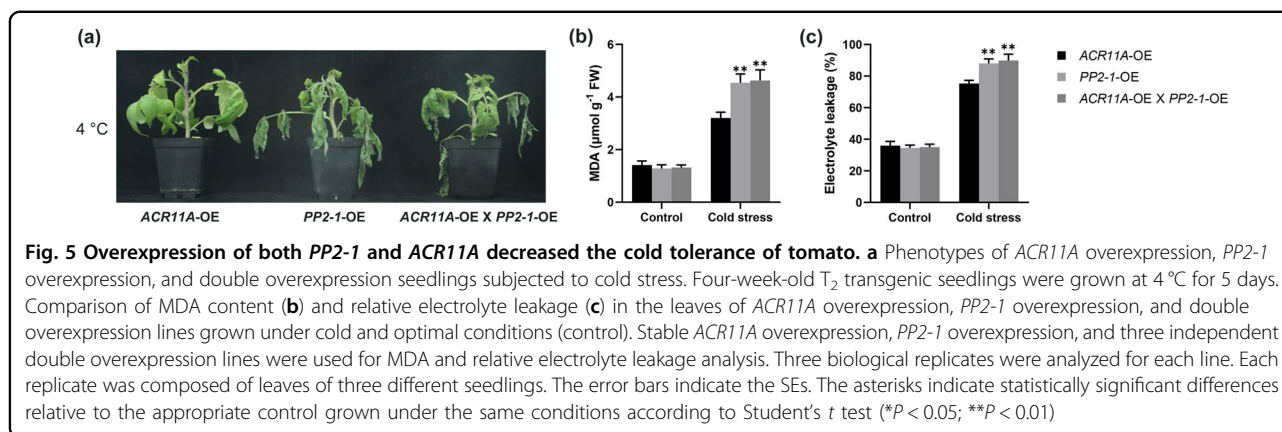 (a)
4 °C
ACR11A-OE
PP2-1-OE
ACR11A-OE X PP2-1-OE
(b)
MDA (μmol g⁻¹ FW)
6
4
2
0
** **
Control
Cold stress
(c)
Electrolyte leakage (%)
100
80
60
40
20
0
** **
Control
Cold stress
ACR11A-OE
PP2-1-OE
ACR11A-OE X PP2-1-OE
Fig. 5 Overexpression of both PP2-1 and ACR11A decreased the cold tolerance of tomato. a Phenotypes of ACR11A overexpression, PP2-1
overexpression, and double overexpression seedlings subjected to cold stress. Four-week-old T₂ transgenic seedlings were grown at 4 °C for 5 days.
Comparison of MDA content (b) and relative electrolyte leakage (c) in the leaves of ACR11A overexpression, PP2-1 overexpression, and double
overexpression lines grown under cold and optimal conditions (control). Stable ACR11A overexpression, PP2-1 overexpression, and three independent
double overexpression lines were used for MDA and relative electrolyte leakage analysis. Three biological replicates were analyzed for each line. Each
replicate was composed of leaves of three different seedlings. The error bars indicate the SEs. The asterisks indicate statistically significant differences
relative to the appropriate control grown under the same conditions according to Student's t test (*P < 0.05; **P < 0.01)